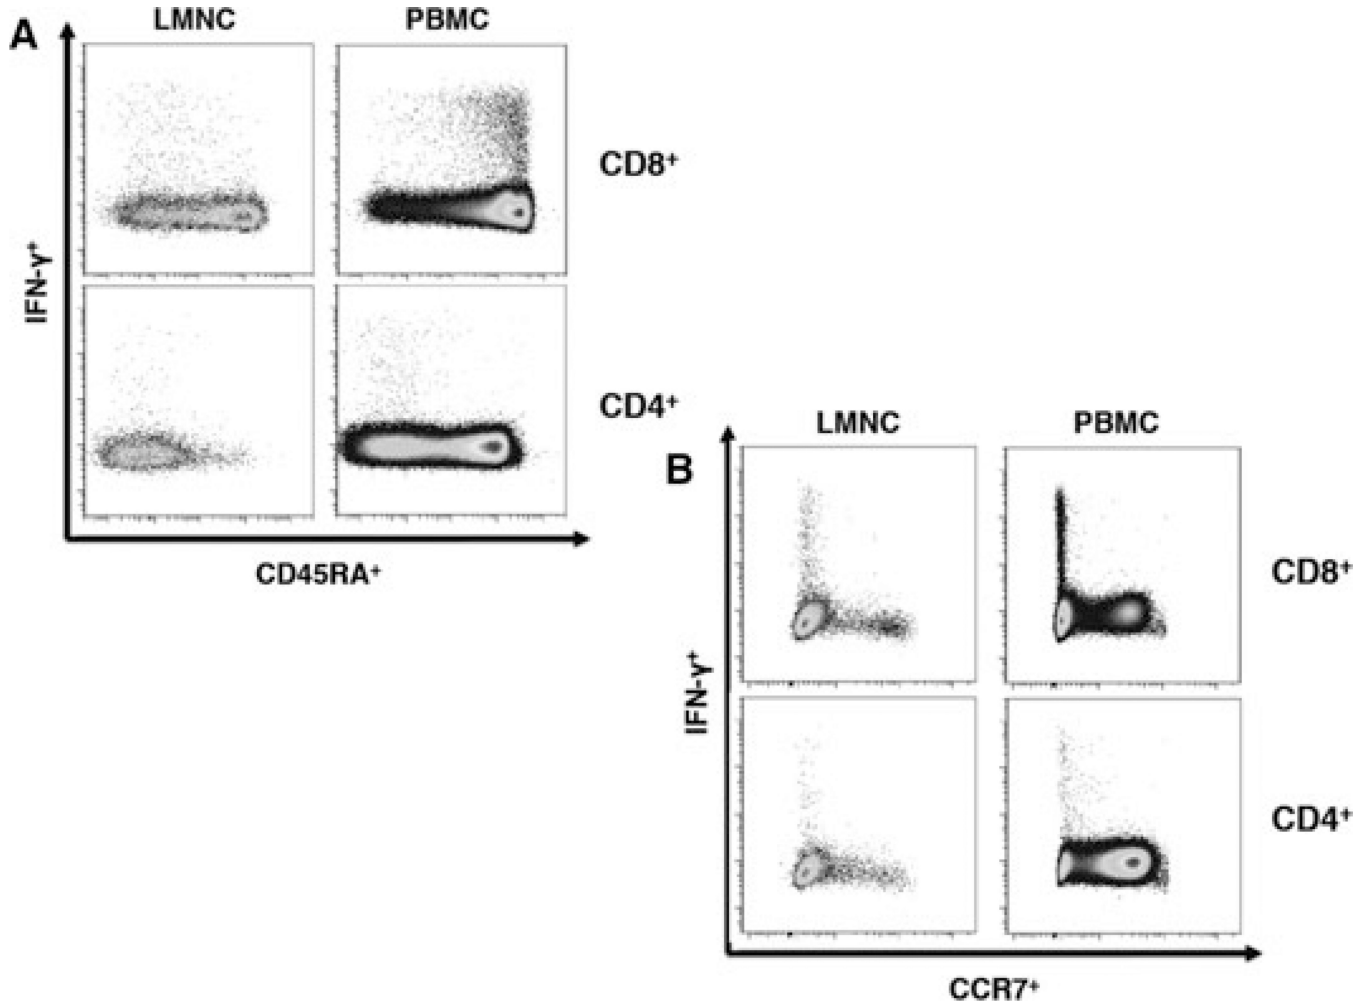 A
LMNC PBMC
CD8+
IFN-γ+
CD4+
CD45RA+
B
LMNC PBMC
CD8+
IFN-γ+
CD4+
CCR7+